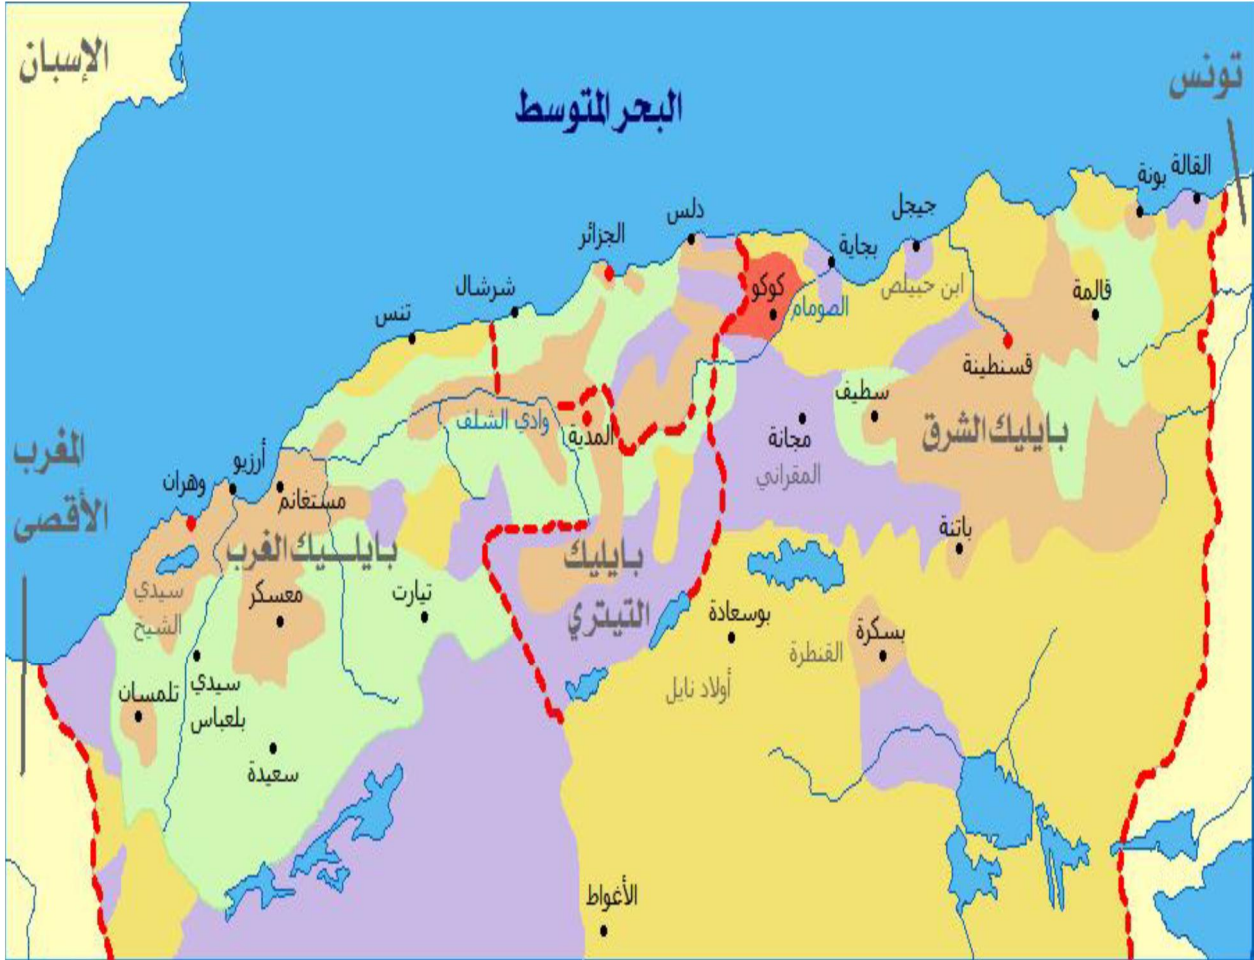 الإسبان
تونس
البحر المتوسط
القالة
بونة
جيجل
دلس
الجزائر
بجاية
شرشال
تنس
كوكو
الصومام
ابن حبيلص
قالمة
قسنطينة
سطيف
وادي الشلف
المدية
مجانة
المقراني
بايليك الشرق
المغرب
الأقصى
أرزيو
وهران
مستغانم
باتنة
بايليك الغرب
بايليك
التيتري
سيدي
الشيخ
معسكر
تيارت
بوسعادة
بسكرة
القنطرة
أولاد نايل
تلمسان
سيدي
بلعباس
سعيدة
الأغواط